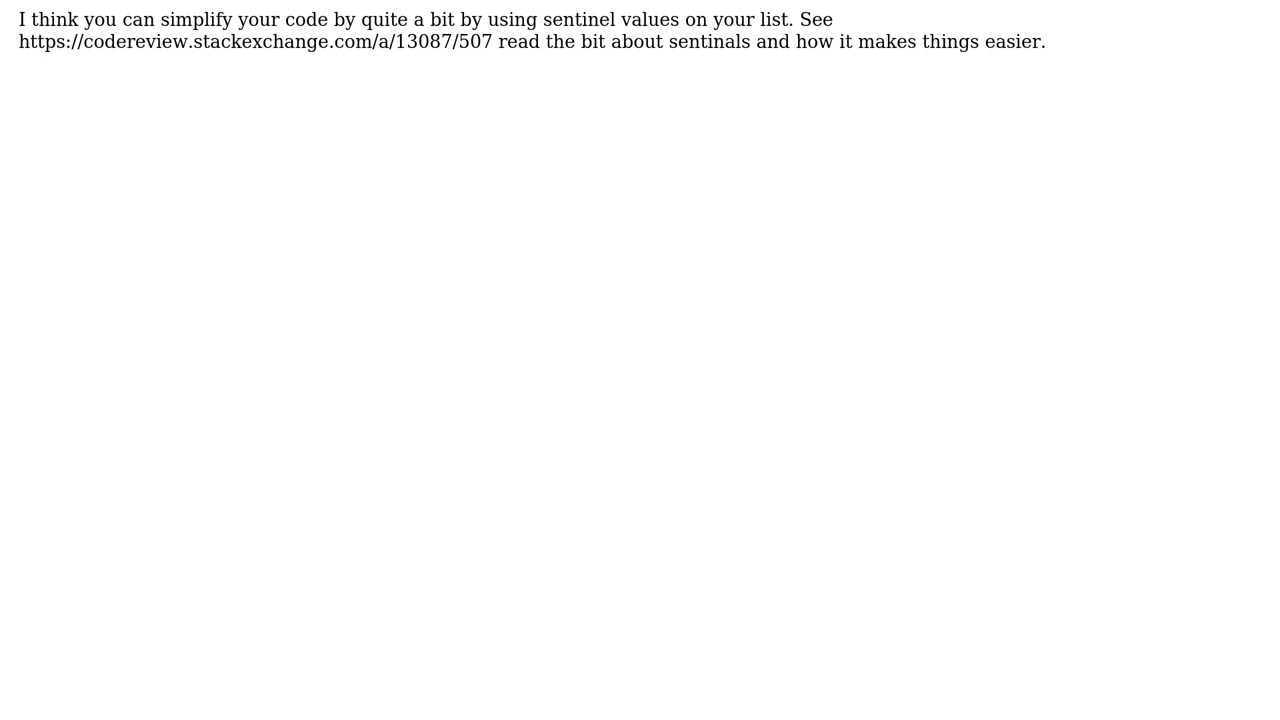 I think you can simplify your code by quite a bit by using sentinel values on your list. See
https://codereview.stackexchange.com/a/13087/507 read the bit about sentinals and how it makes things easier.